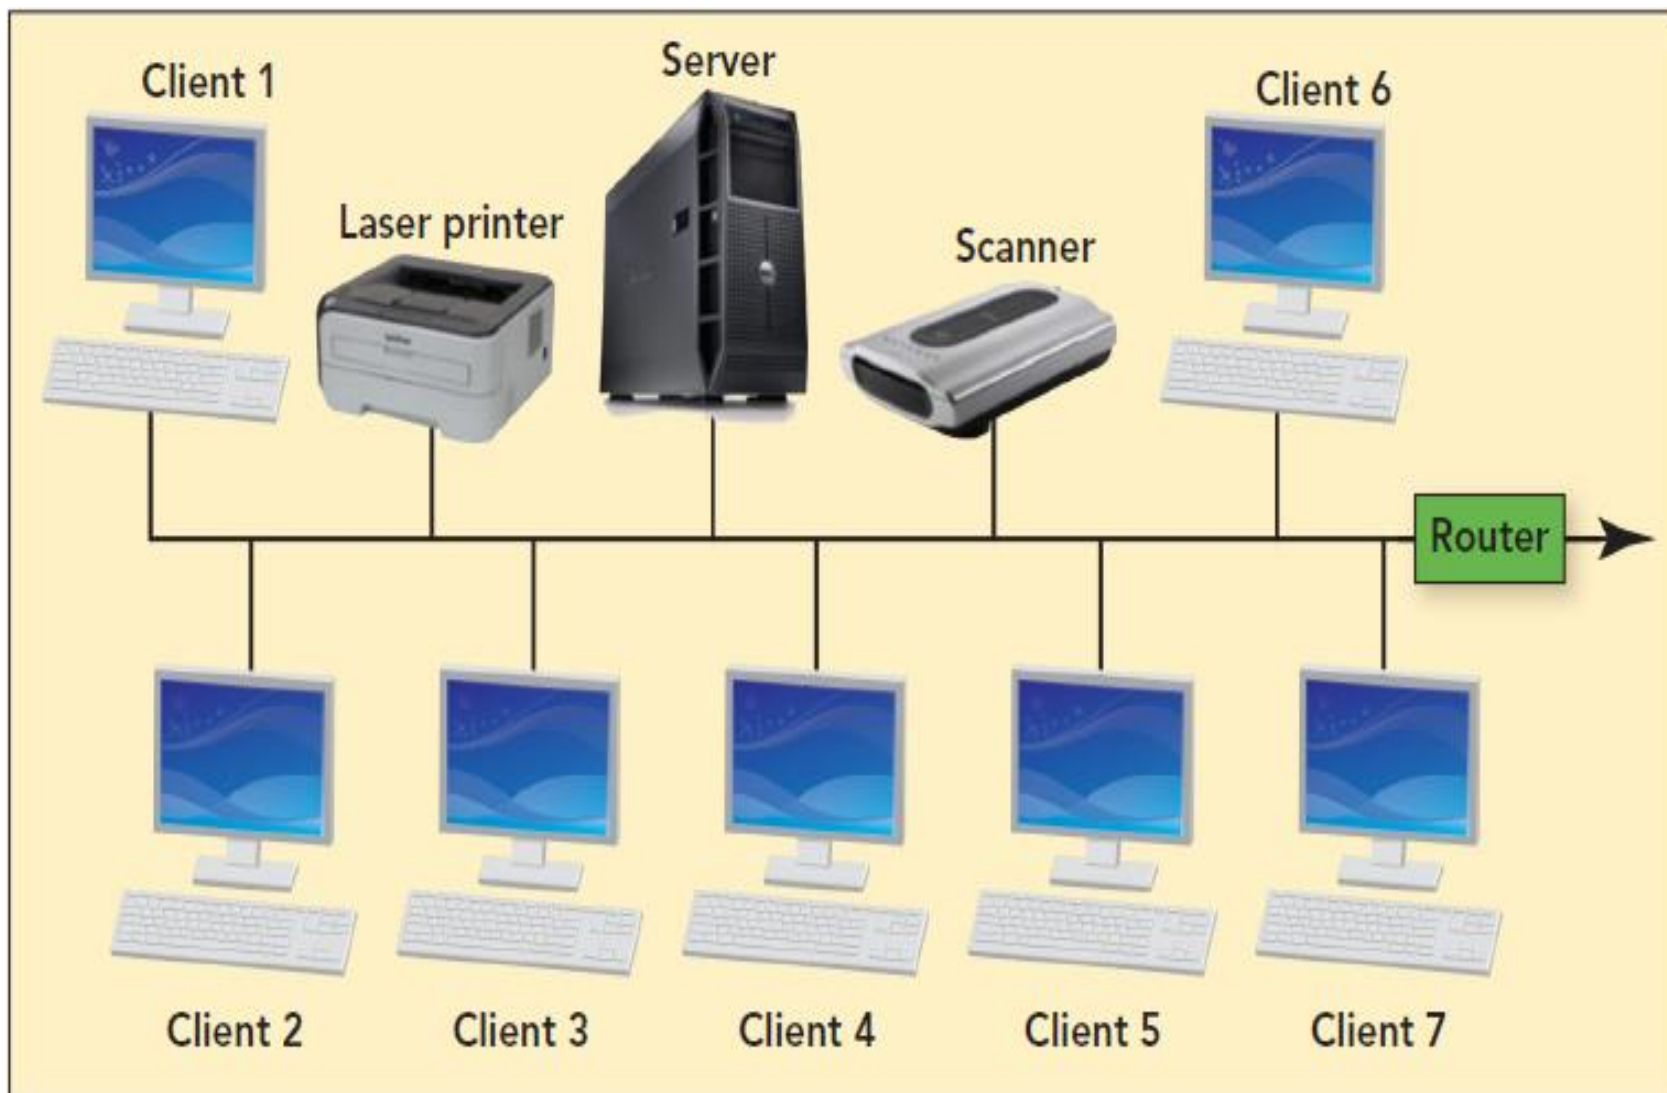 Client 1
Server
Client 6
Laser printer
Scanner
Router
Client 2
Client 3
Client 4
Client 5
Client 7